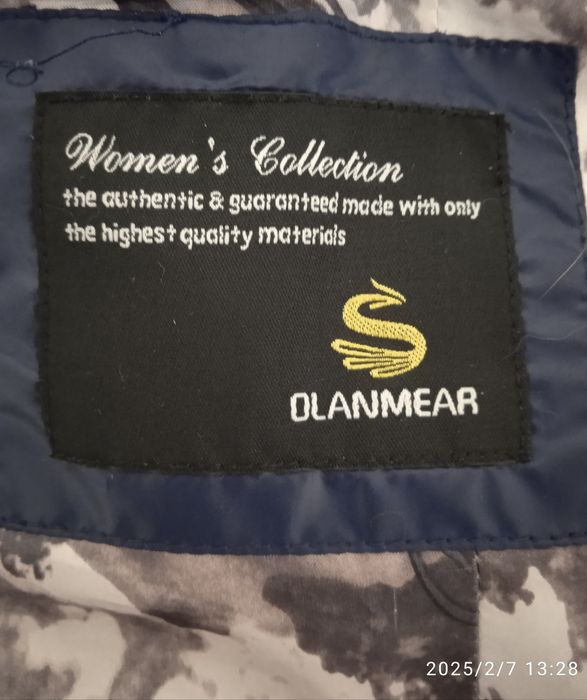 Women's Collection
the authentic & guaranteed made with only
the highest quality materials
OLANMEAR
2025/2/7 13:28